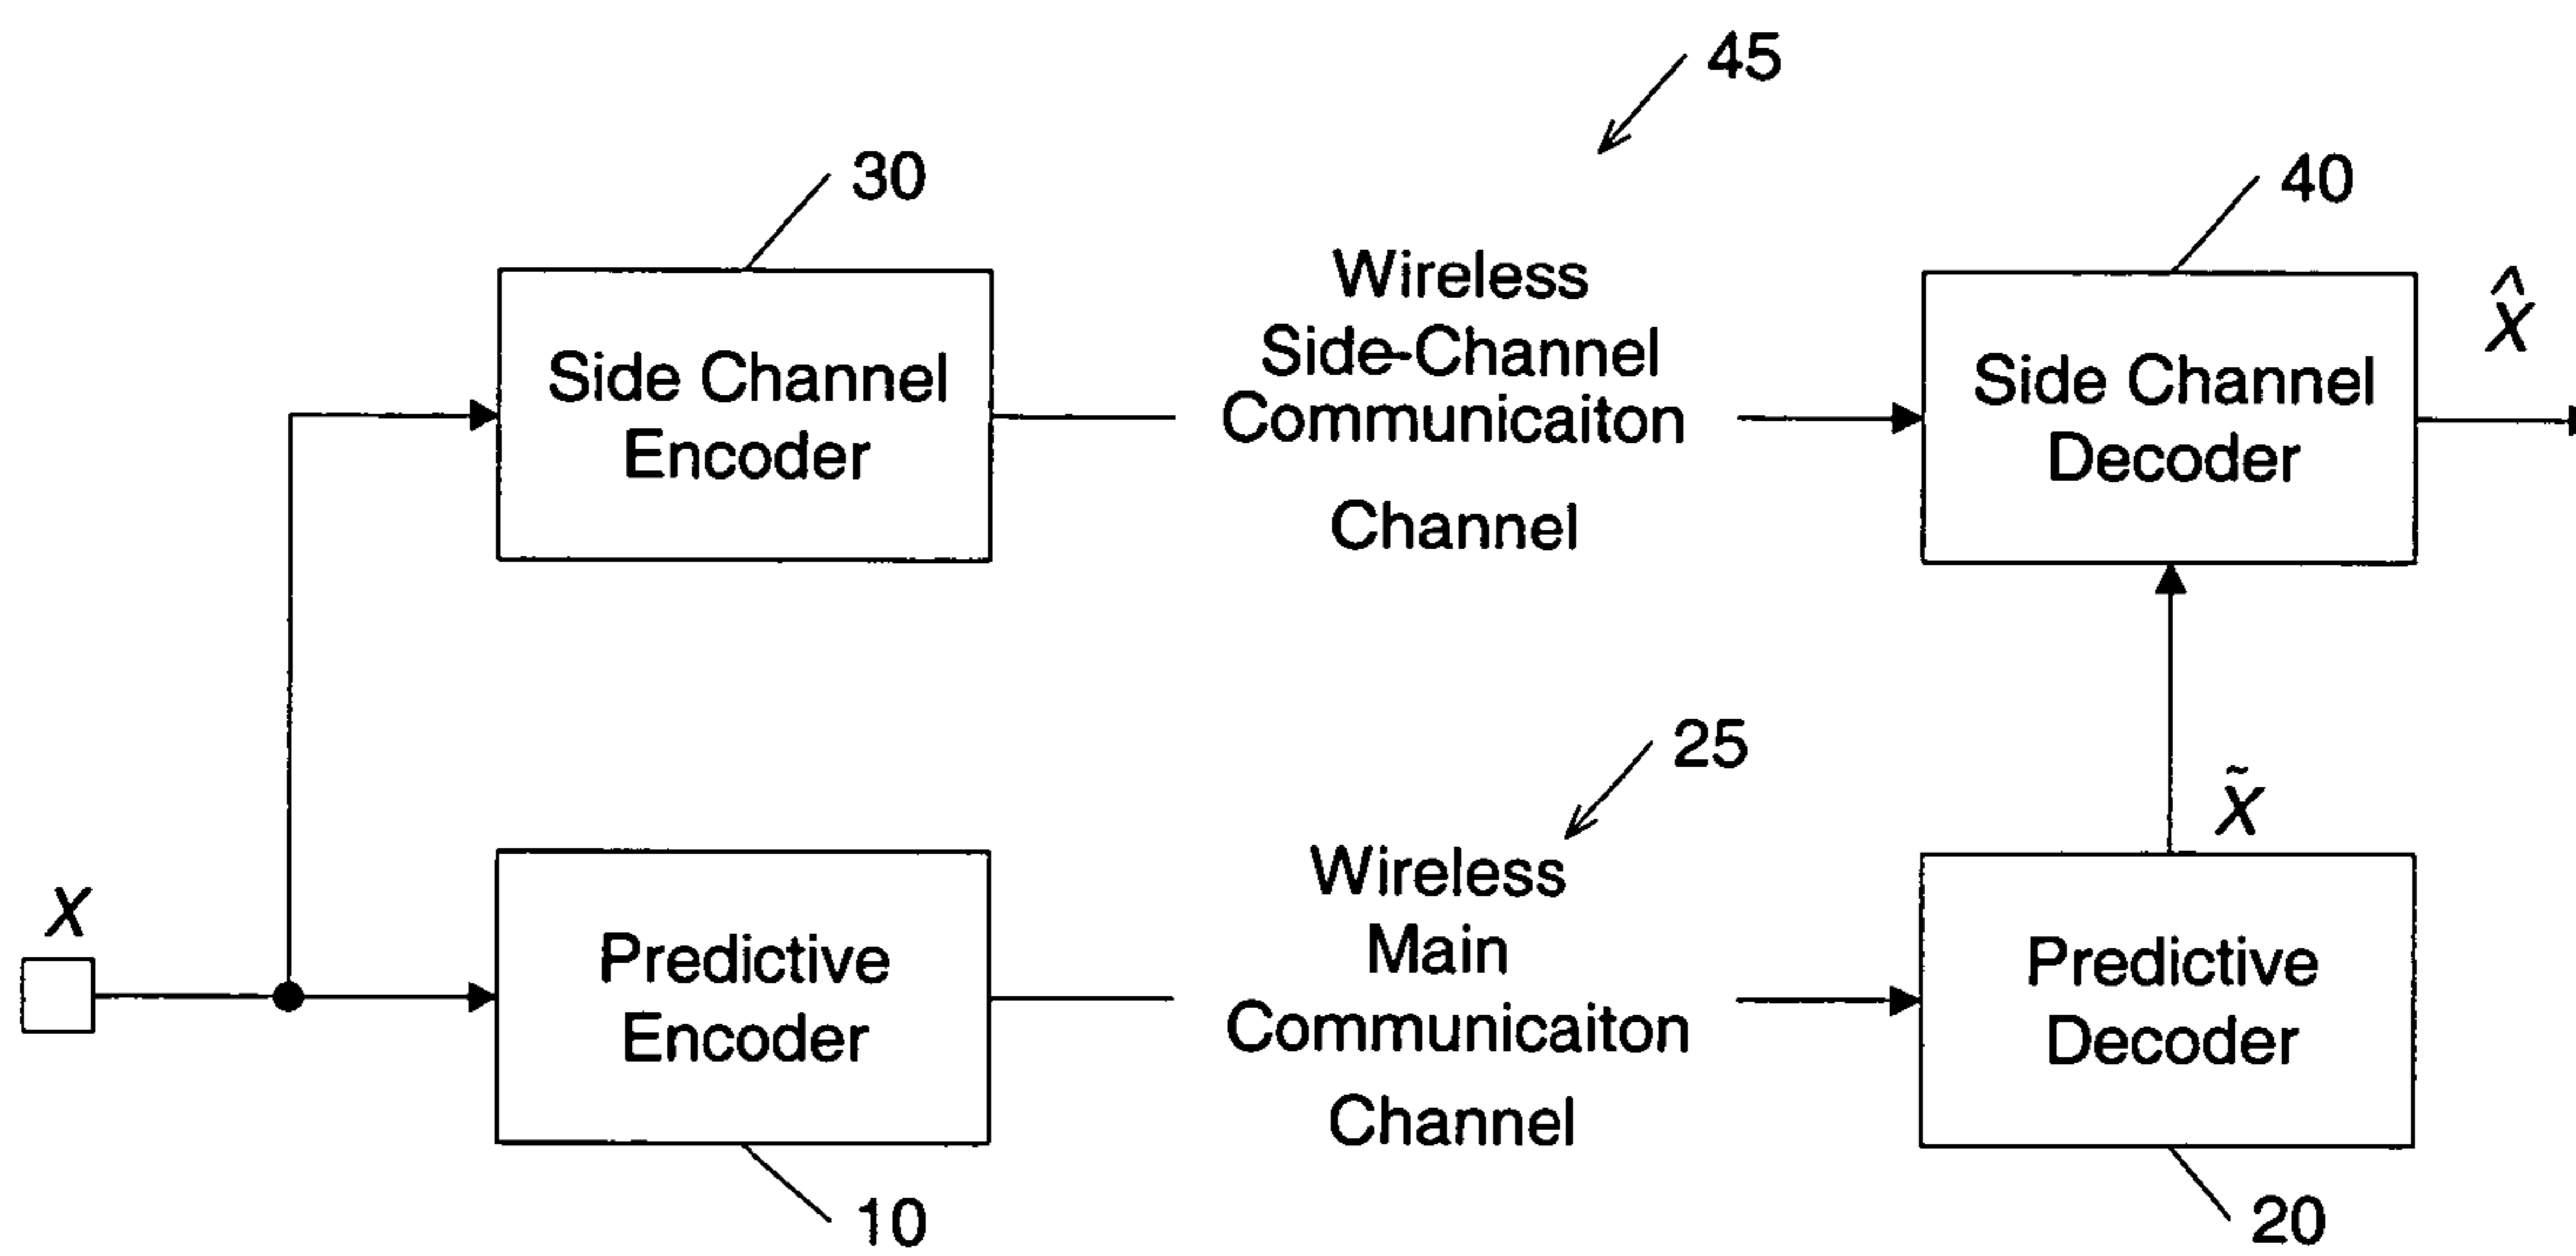 45
30
40
Wireless
Side-Channel
Communicaiton
Channel
Side Channel
Encoder
Side Channel
Decoder
X̂
25
X̃
X
Wireless
Main
Communicaiton
Channel
Predictive
Encoder
Predictive
Decoder
10
20